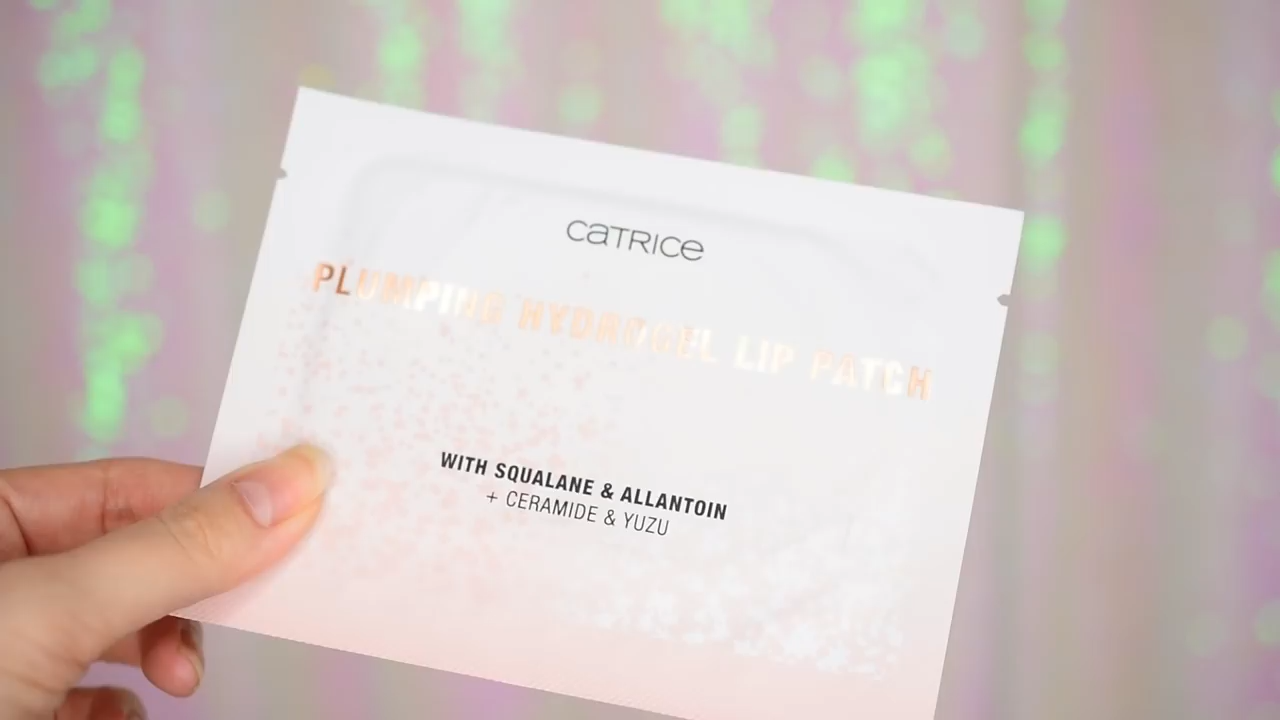 CATRICE
PLUMPING HYDROGEL LIP PATCH
WITH SQUALANE & ALLANTOIN
+ CERAMIDE & YUZU